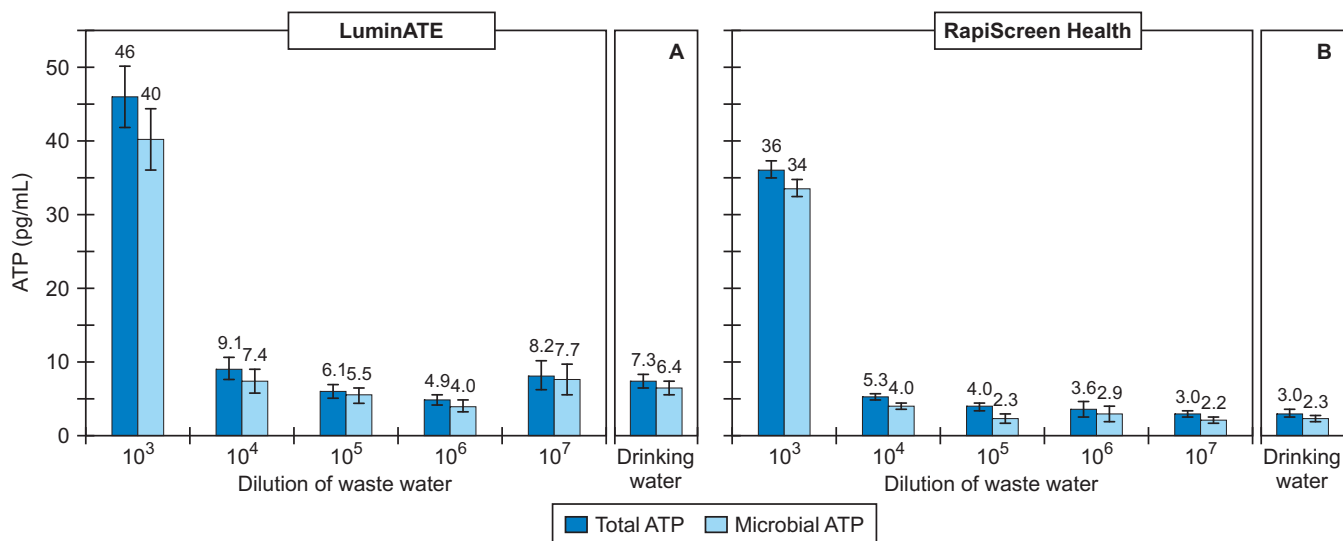 LuminATE
A
RapiScreen Health
B
ATP (pg/mL)
50
40
30
20
10
0
46
40
9.1 7.4
6.1 5.5
4.9 4.0
8.2 7.7
7.3 6.4
36
34
5.3 4.0
4.0 2.3
3.6 2.9
3.0 2.2
3.0 2.3
10³ 10⁴ 10⁵ 10⁶ 10⁷
Dilution of waste water
Drinking
water
10³ 10⁴ 10⁵ 10⁶ 10⁷
Dilution of waste water
Drinking
water
Total ATP Microbial ATP